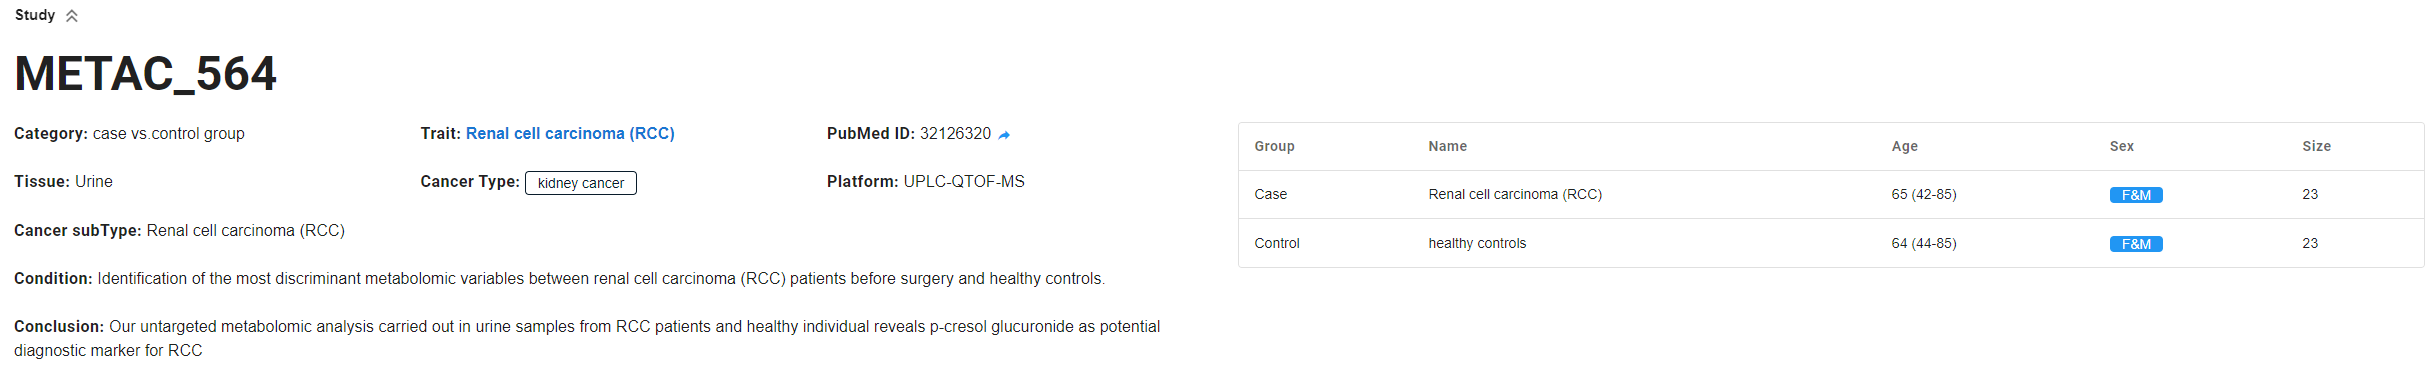 Study
METAC_564
Category: case vs.control group
Trait: Renal cell carcinoma (RCC)
PubMed ID: 32126320
Tissue: Urine
Cancer Type: kidney cancer
Platform: UPLC-QTOF-MS
Cancer subType: Renal cell carcinoma (RCC)
Condition: Identification of the most discriminant metabolomic variables between renal cell carcinoma (RCC) patients before surgery and healthy controls.
Conclusion: Our untargeted metabolomic analysis carried out in urine samples from RCC patients and healthy individual reveals p-cresol glucuronide as potential
diagnostic marker for RCC
Group Name Age Sex Size
Case Renal cell carcinoma (RCC) 65 (42-85) F&M 23
Control healthy controls 64 (44-85) F&M 23